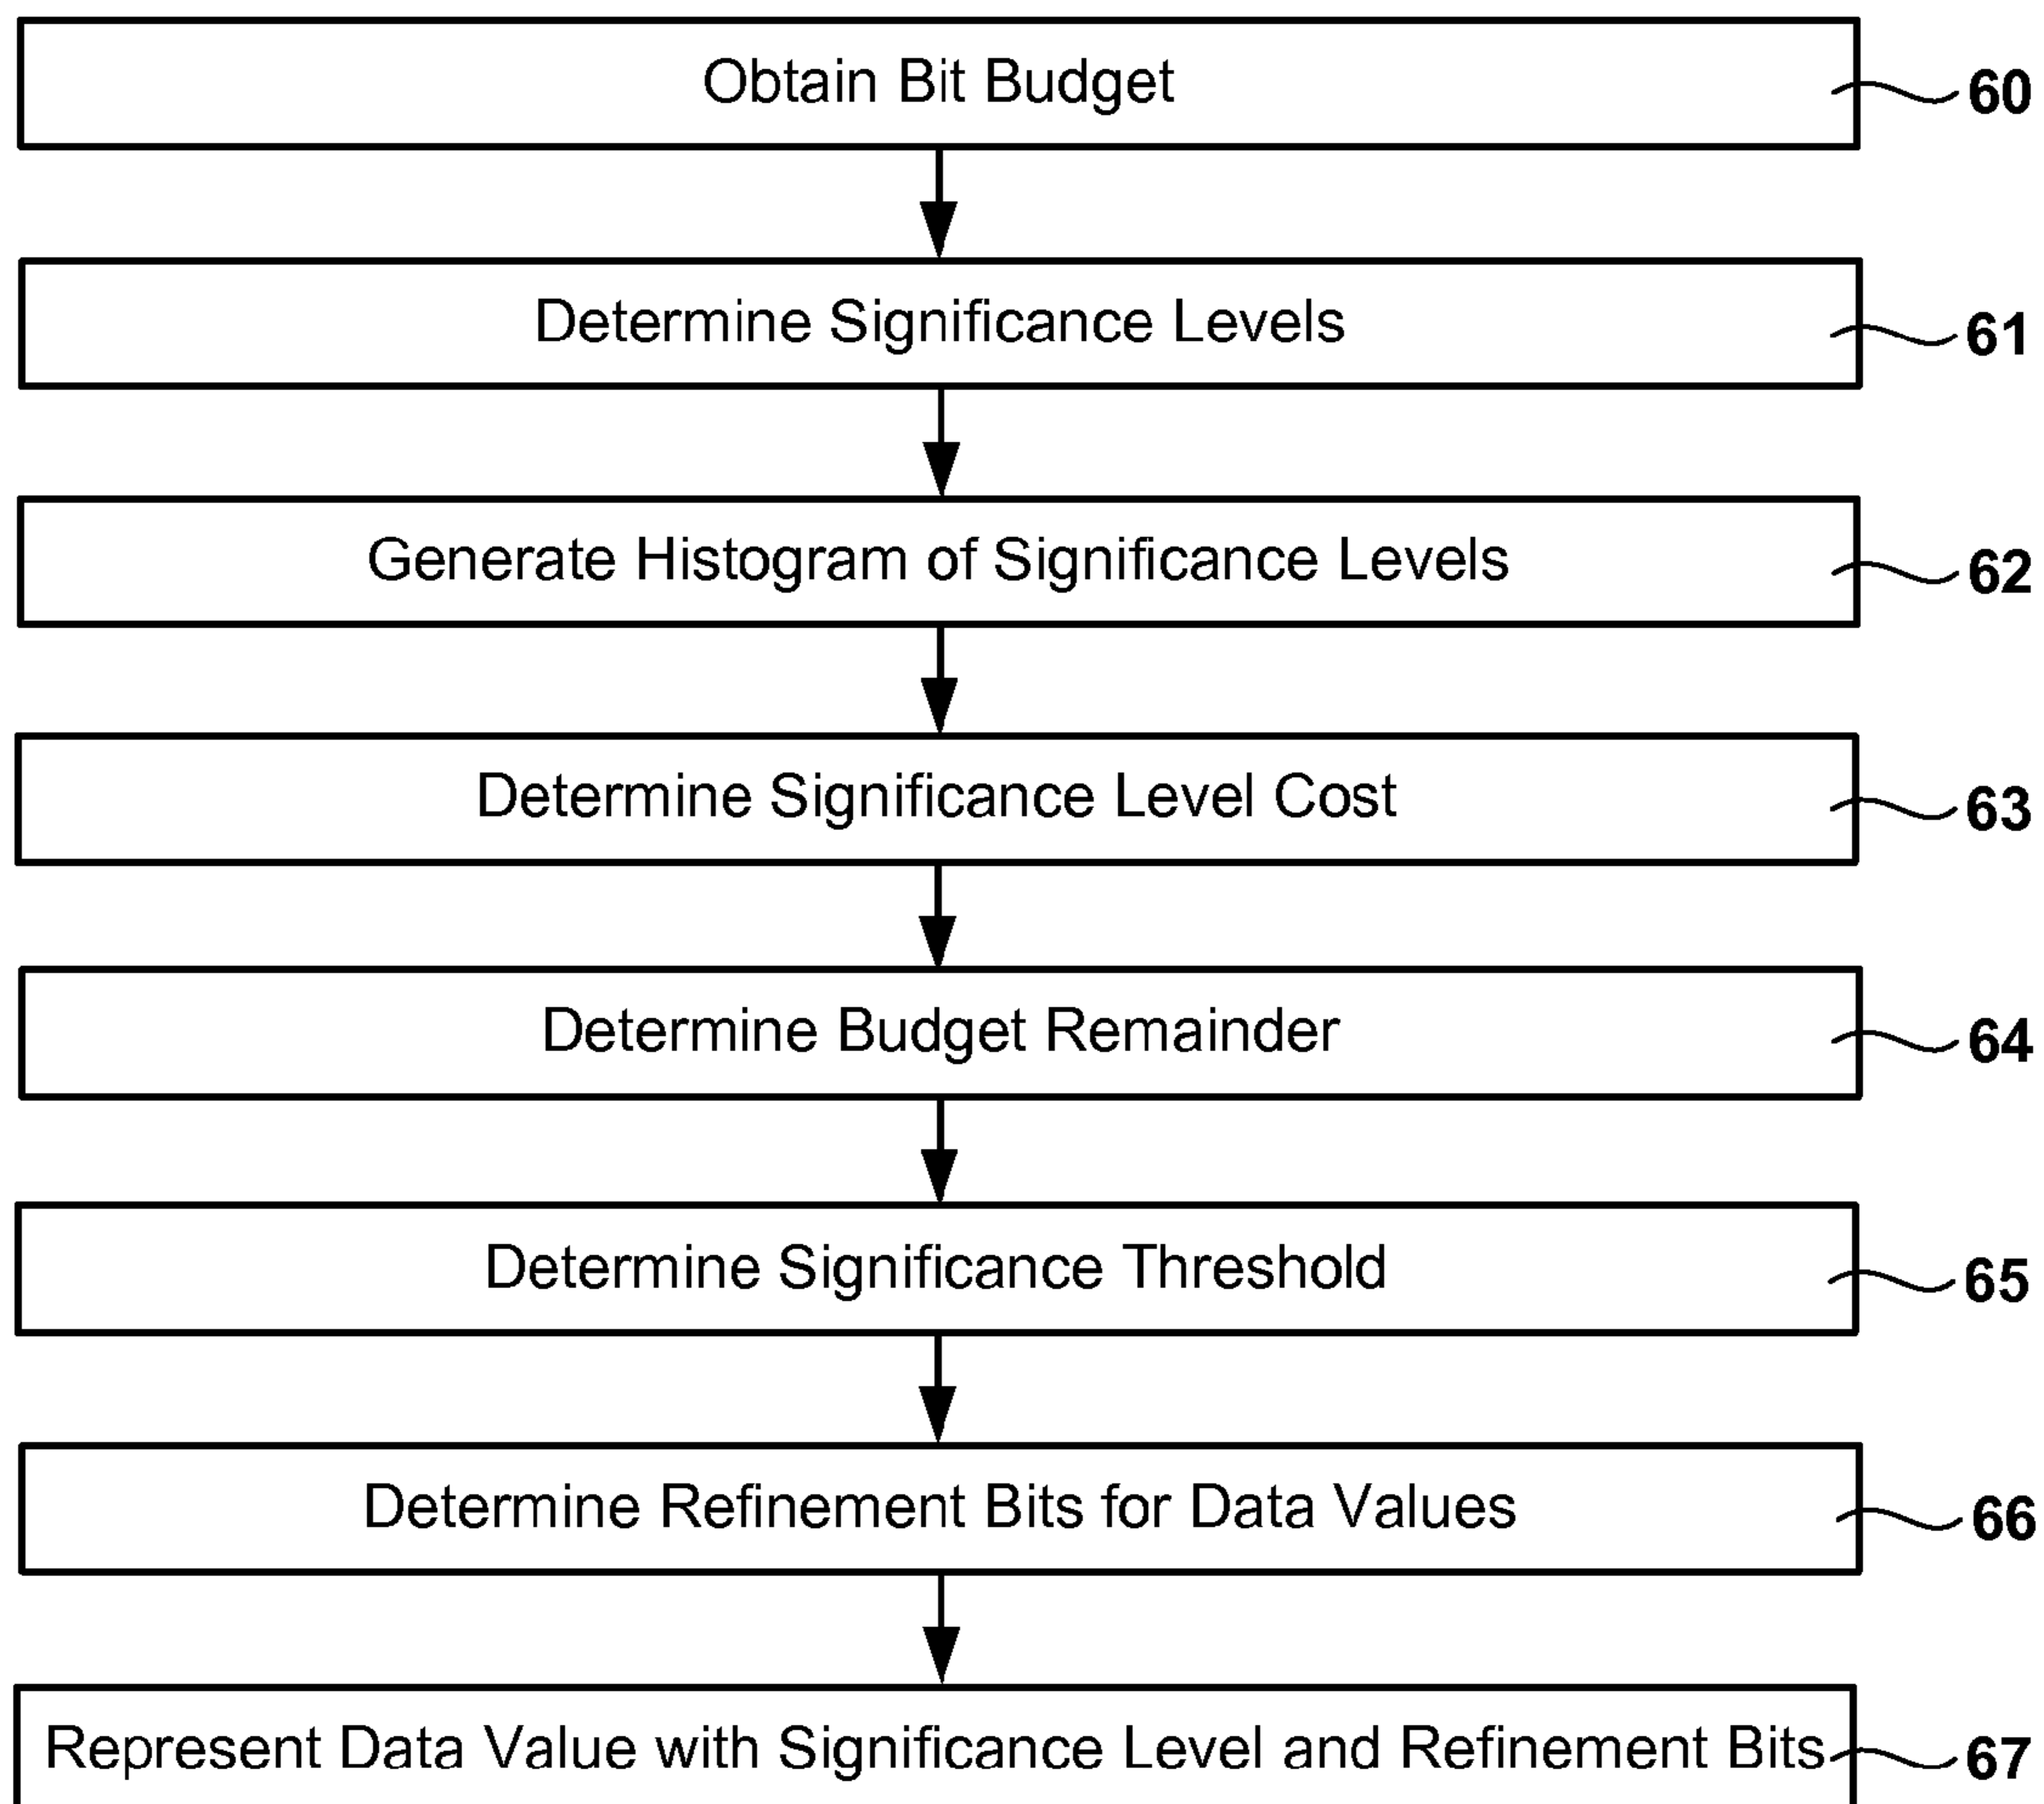 Obtain Bit Budget 60
Determine Significance Levels 61
Generate Histogram of Significance Levels 62
Determine Significance Level Cost 63
Determine Budget Remainder 64
Determine Significance Threshold 65
Determine Refinement Bits for Data Values 66
Represent Data Value with Significance Level and Refinement Bits 67